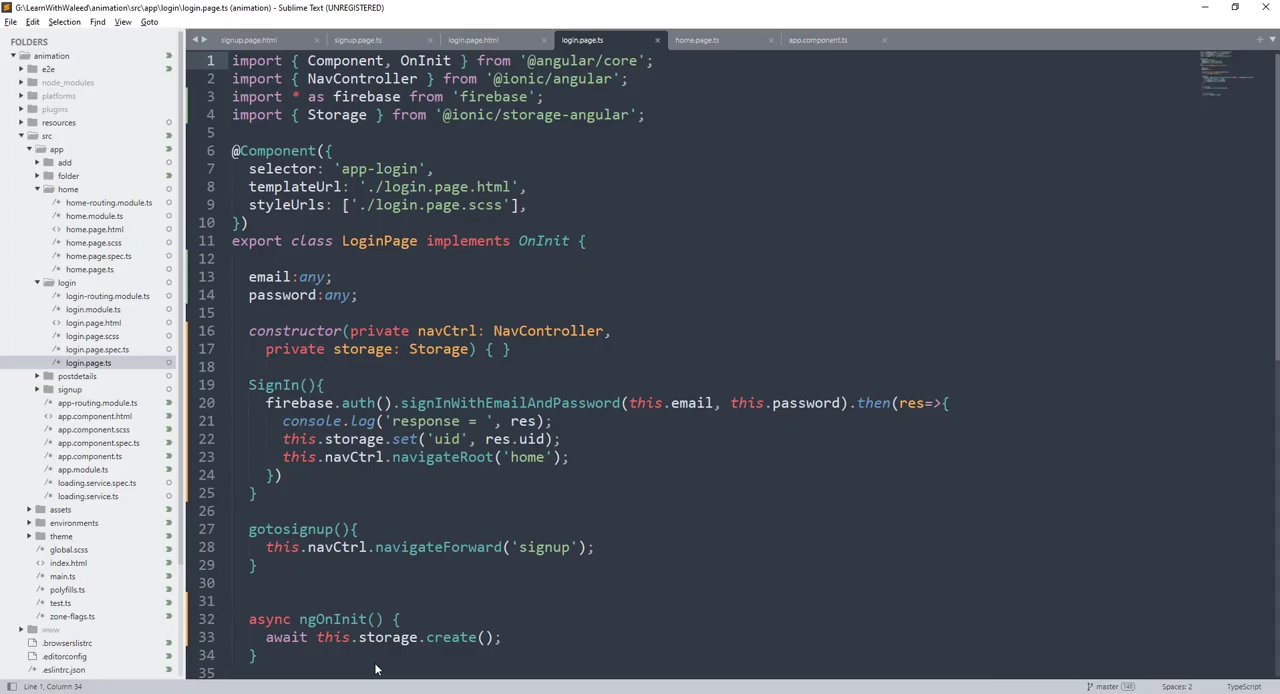 G:\LearnWithWaleed\animation\src\app\login\login.page.ts (animation) - Sublime Text (UNREGISTERED)
File Edit Selection Find View Goto
FOLDERS
animation
e2e
node_modules
platforms
plugins
resources
src
app
add
folder
home
home-routing.module.ts
home.module.ts
home.page.html
home.page.scss
home.page.spec.ts
home.page.ts
login
login-routing.module.ts
login.module.ts
login.page.html
login.page.scss
login.page.spec.ts
login.page.ts
postdetails
signup
app-routing.module.ts
app.component.html
app.component.scss
app.component.spec.ts
app.component.ts
app.module.ts
loading.service.spec.ts
loading.service.ts
assets
environments
theme
global.scss
index.html
main.ts
polyfills.ts
test.ts
zone-flags.ts
www
.browserslistrc
.editorconfig
.eslintrc.json
signup.page.html signup.page.ts login.page.html login.page.ts home.page.ts app.component.ts
1 import { Component, OnInit } from '@angular/core';
2 import { NavController } from '@ionic/angular';
3 import * as firebase from 'firebase';
4 import { Storage } from '@ionic/storage-angular';
5
6 @Component({
7 selector: 'app-login',
8 templateUrl: './login.page.html',
9 styleUrls: ['./login.page.scss'],
10 })
11 export class LoginPage implements OnInit {
12
13 email:any;
14 password:any;
15
16 constructor(private navCtrl: NavController,
17 private storage: Storage) { }
18
19 SignIn(){
20 firebase.auth().signInWithEmailAndPassword(this.email, this.password).then(res=>{
21 console.log('response = ', res);
22 this.storage.set('uid', res.uid);
23 this.navCtrl.navigateRoot('home');
24 })
25 }
26
27 gotosignup(){
28 this.navCtrl.navigateForward('signup');
29 }
30
31
32 async ngOnInit() {
33 await this.storage.create();
34 }
35
Line 1, Column 34 master 140 Spaces: 2 TypeScript